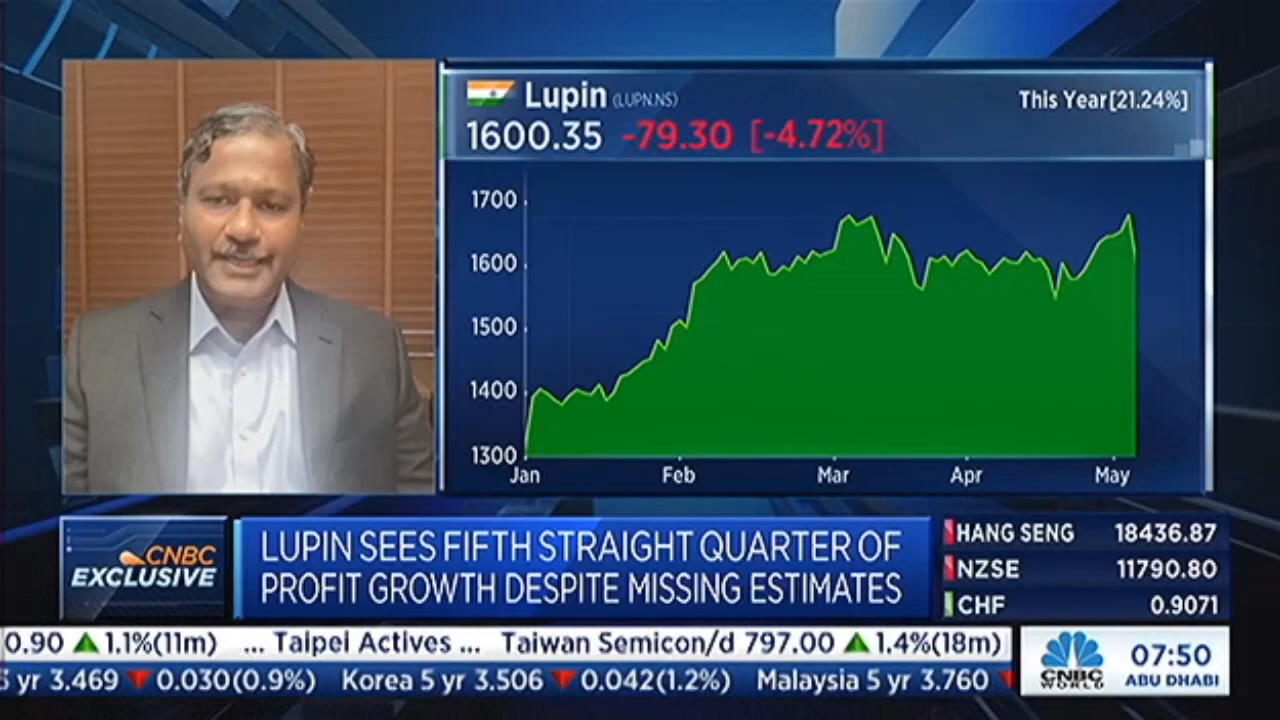 Lupin (LUPN.NS)
This Year[21.24%]
1600.35 -79.30 [-4.72%]
1700
1600
1500
1400
1300
Jan Feb Mar Apr May
CNBC
EXCLUSIVE
LUPIN SEES FIFTH STRAIGHT QUARTER OF
PROFIT GROWTH DESPITE MISSING ESTIMATES
HANG SENG 18436.87
NZSE 11790.80
CHF 0.9071
0.90 1.1%(11m) ... Taipei Actives ... Taiwan Semicon/d 797.00 1.4%(18m)
yr 3.469 0.030(0.9%) Korea 5 yr 3.506 0.042(1.2%) Malaysia 5 yr 3.760
CNBC
WORLD
07:50
ABU DHABI